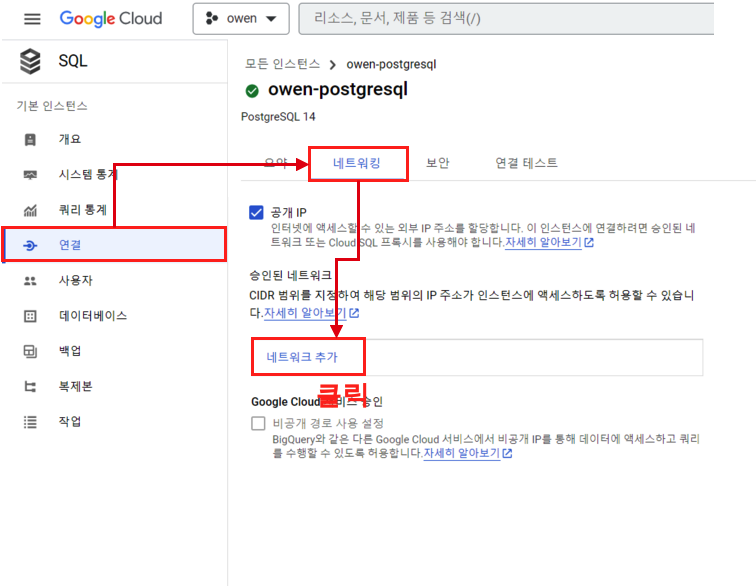 Google Cloud
owen
리소스, 문서, 제품 등 검색(/)
SQL
기본 인스턴스
개요
시스템 통계
쿼리 통계
연결
사용자
데이터베이스
백업
복제본
작업
모든 인스턴스 > owen-postgresql
owen-postgresql
PostgreSQL 14
요약 네트워킹 보안 연결 테스트
공개 IP
인터넷에 액세스할 수 있는 외부 IP 주소를 할당합니다. 이 인스턴스에 연결하려면 승인된 네
트워크 또는 Cloud SQL 프록시를 사용해야 합니다.자세히 알아보기
승인된 네트워크
CIDR 범위를 지정하여 해당 범위의 IP 주소가 인스턴스에 액세스하도록 허용할 수 있습니
다.자세히 알아보기
네트워크 추가
클릭
Google Cloud 서비스 승인
비공개 경로 사용 설정
BigQuery와 같은 다른 Google Cloud 서비스에서 비공개 IP를 통해 데이터에 액세스하고 쿼리
를 수행할 수 있도록 허용합니다.자세히 알아보기